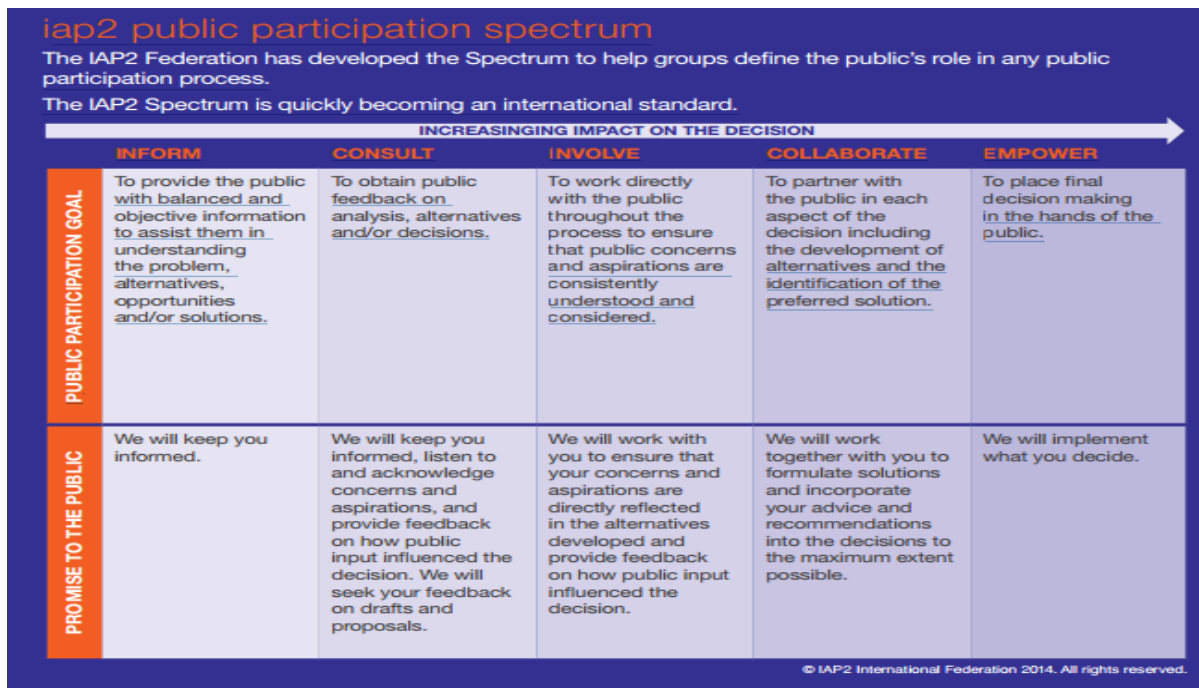 iap2 public participation spectrum
The IAP2 Federation has developed the Spectrum to help groups define the public's role in any public
participation process.
The IAP2 Spectrum is quickly becoming an international standard.
INCREASINGING IMPACT ON THE DECISION
INFORM
CONSULT
INVOLVE
COLLABORATE
EMPOWER
PUBLIC PARTICIPATION GOAL
To provide the public
with balanced and
objective information
to assist them in
understanding
the problem,
alternatives,
opportunities
and/or solutions.
To obtain public
feedback on
analysis, alternatives
and/or decisions.
To work directly
with the public
throughout the
process to ensure
that public concerns
and aspirations are
consistently
understood and
considered.
To partner with
the public in each
aspect of the
decision including
the development of
alternatives and the
identification of the
preferred solution.
To place final
decision making
in the hands of the
public.
PROMISE TO THE PUBLIC
We will keep you
informed.
We will keep you
informed, listen to
and acknowledge
concerns and
aspirations, and
provide feedback
on how public
input influenced the
decision. We will
seek your feedback
on drafts and
proposals.
We will work with
you to ensure that
your concerns and
aspirations are
directly reflected
in the alternatives
developed and
provide feedback
on how public input
influenced the
decision.
We will work
together with you to
formulate solutions
and incorporate
your advice and
recommendations
into the decisions to
the maximum extent
possible.
We will implement
what you decide.
© IAP2 International Federation 2014. All rights reserved.